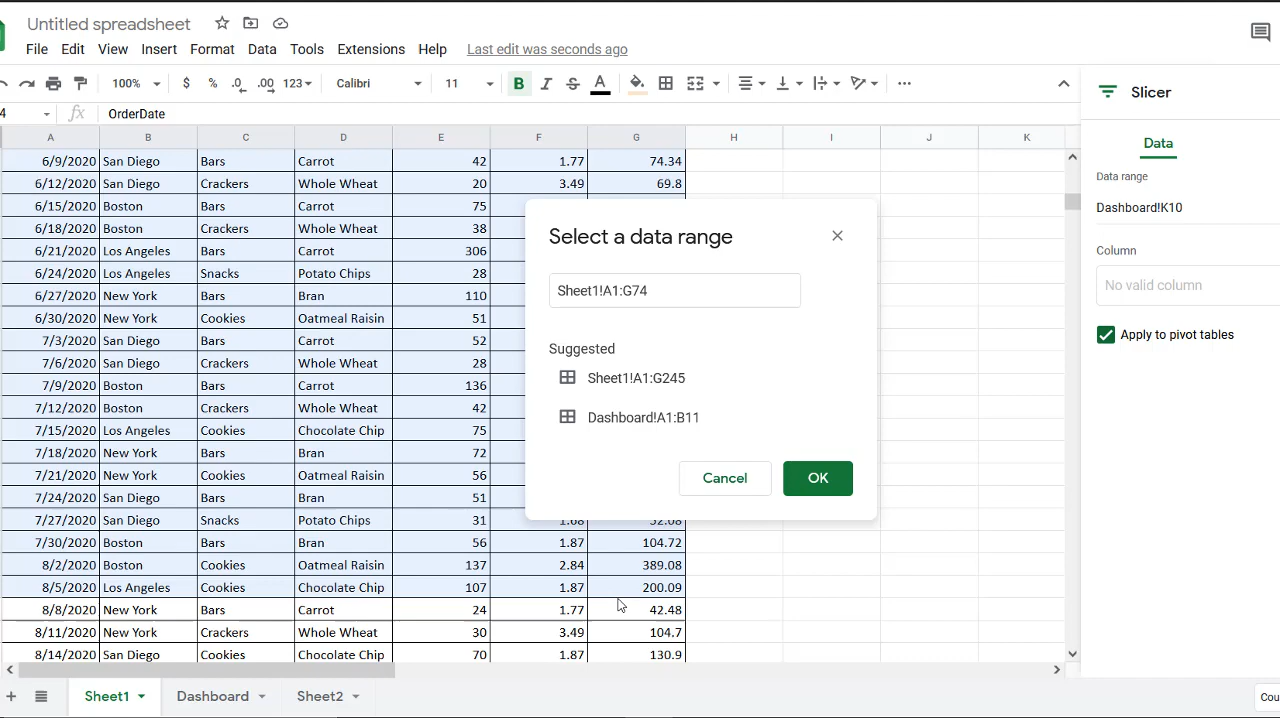 Untitled spreadsheet
File Edit View Insert Format Data Tools Extensions Help Last edit was seconds ago
100% $ % .0 .00 123 Calibri 11 B I S A
4 fx OrderDate
A B C D E F G H I J K
6/9/2020 San Diego Bars Carrot 42 1.77 74.34
6/12/2020 San Diego Crackers Whole Wheat 20 3.49 69.8
6/15/2020 Boston Bars Carrot 75
6/18/2020 Boston Crackers Whole Wheat 38
6/21/2020 Los Angeles Bars Carrot 306
6/24/2020 Los Angeles Snacks Potato Chips 28
6/27/2020 New York Bars Bran 110
6/30/2020 New York Cookies Oatmeal Raisin 51
7/3/2020 San Diego Bars Carrot 52
7/6/2020 San Diego Crackers Whole Wheat 28
7/9/2020 Boston Bars Carrot 136
7/12/2020 Boston Crackers Whole Wheat 42
7/15/2020 Los Angeles Cookies Chocolate Chip 75
7/18/2020 New York Bars Bran 72
7/21/2020 New York Cookies Oatmeal Raisin 56
7/24/2020 San Diego Bars Bran 51
7/27/2020 San Diego Snacks Potato Chips 31 1.68 52.08
7/30/2020 Boston Bars Bran 56 1.87 104.72
8/2/2020 Boston Cookies Oatmeal Raisin 137 2.84 389.08
8/5/2020 Los Angeles Cookies Chocolate Chip 107 1.87 200.09
8/8/2020 New York Bars Carrot 24 1.77 42.48
8/11/2020 New York Crackers Whole Wheat 30 3.49 104.7
8/14/2020 San Diego Cookies Chocolate Chip 70 1.87 130.9
Select a data range
Sheet1!A1:G74
Suggested
Sheet1!A1:G245
Dashboard!A1:B11
Cancel OK
Slicer
Data
Data range
Dashboard!K10
Column
No valid column
Apply to pivot tables
Sheet1 Dashboard Sheet2
Cou